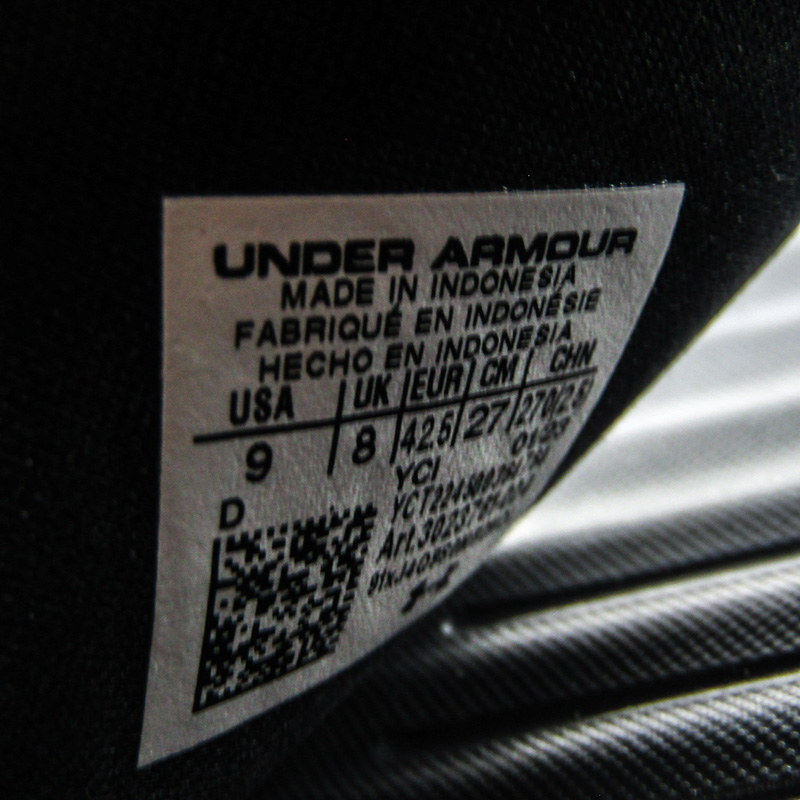 UNDER ARMOUR
MADE IN INDONESIA
FABRIQUÉ EN INDONÉSIE
HECHO EN INDONESIA
USA UK EUR CM CHN
9 8 42.5 27
D YCI